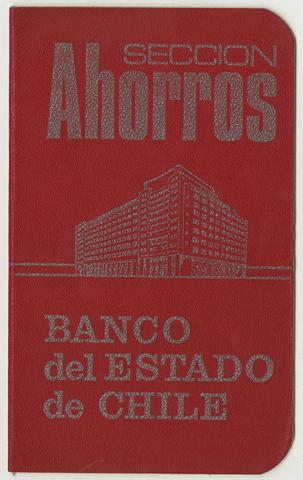 SECCION
Ahorros
BANCO
del ESTADO
de CHILE